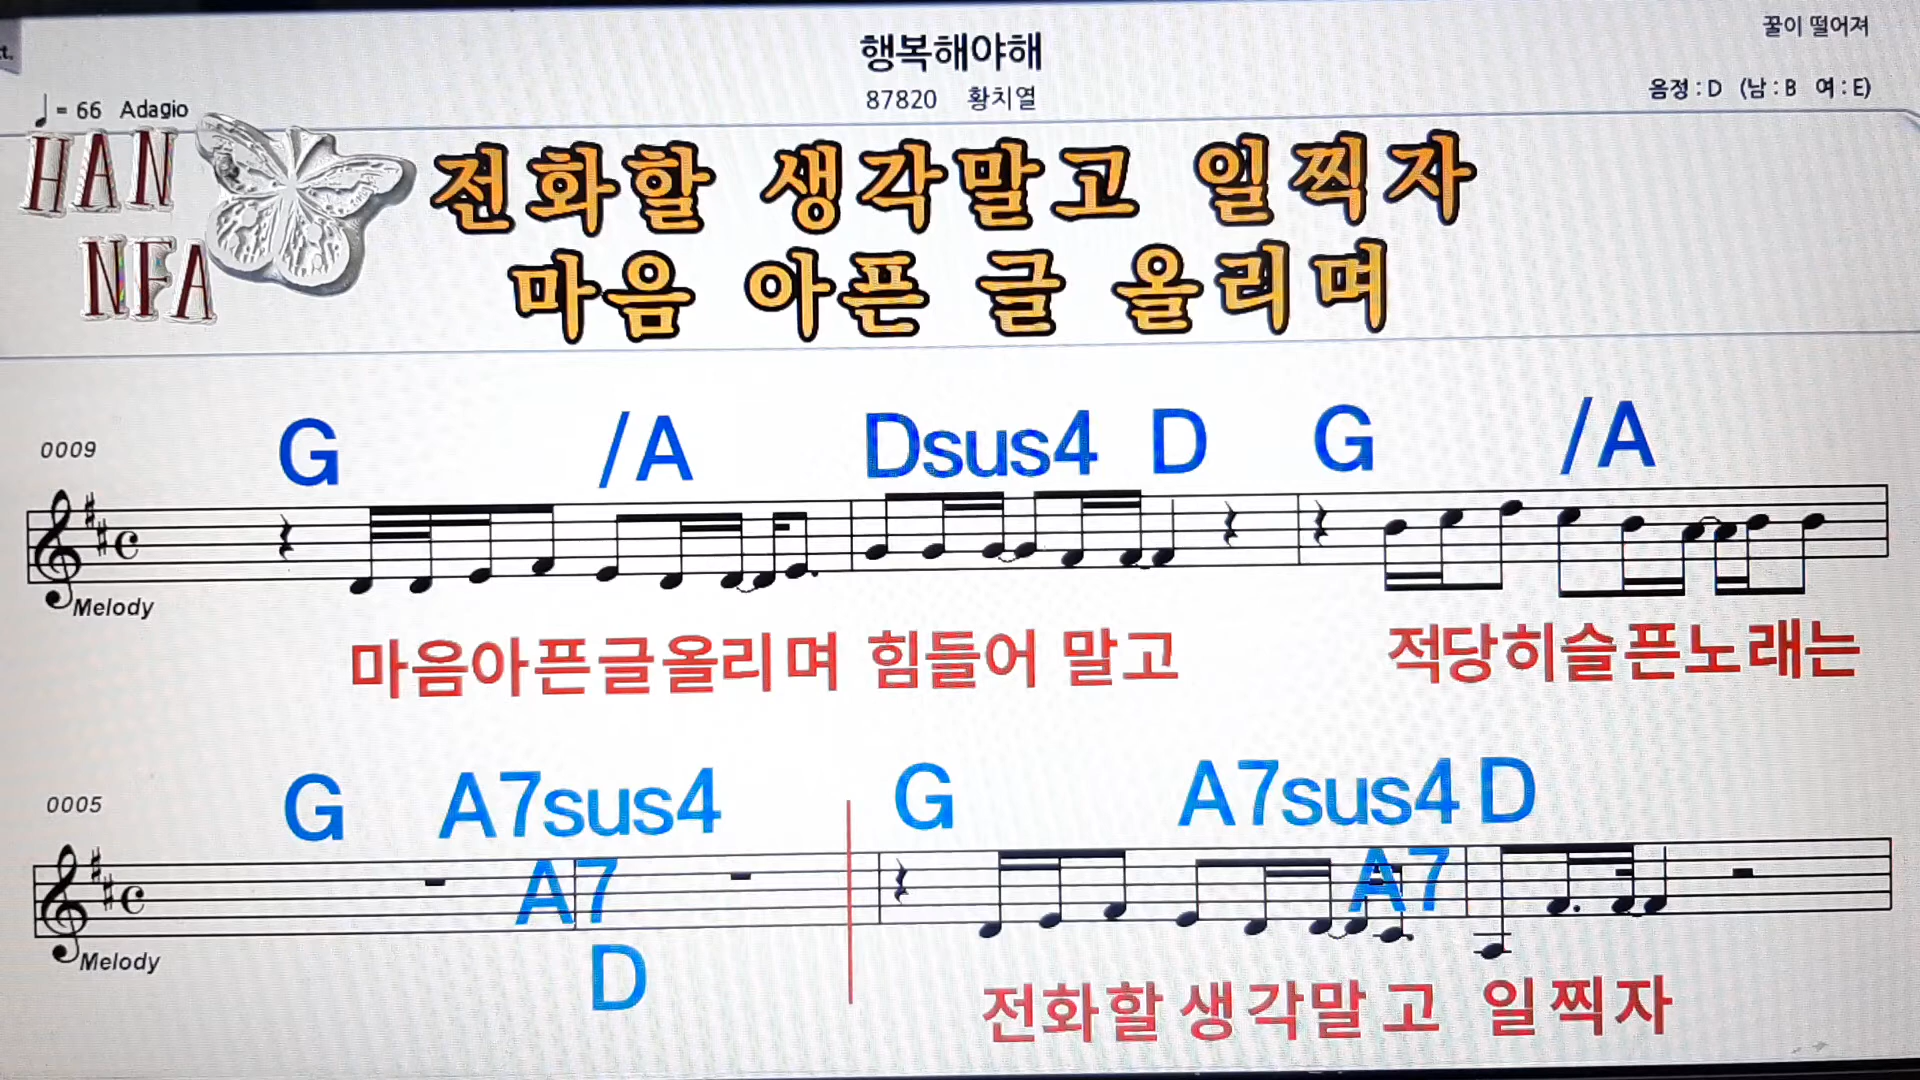 꿀이 떨어져
행복해야해
87820 황치열
음정 : D (남 : B 여 : E)
t.
♩ = 66 Adagio
HAN
NFA
전화할 생각말고 일찍자
마음 아픈 글 올리며
0009
G /A Dsus4 D G /A
Melody
마음아픈글올리며 힘들어 말고 적당히슬픈노래는
0005
G A7sus4 G A7sus4 D
A7 A7
D
Melody
전화할 생각말고 일찍자